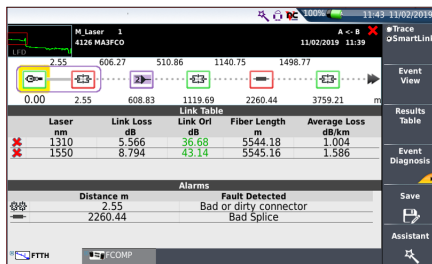 100% 11:43 11/02/2019
M_Laser 1 A <- B
4126 MA3FCO 11/02/2019 11:39
LFD
Trace
SmartLink
2.55 606.27 510.86 1140.75 1498.77
0.00 2.55 608.83 1119.69 2260.44 3759.21 m
Event View
Link Table
Laser Link Loss Link Orl Fiber Length Average Loss
nm dB dB m dB/km
1310 5.566 36.68 5544.18 1.004
1550 8.794 43.14 5545.16 1.586
Results Table
Event Diagnosis
Alarms
Distance m Fault Detected
2.55 Bad or dirty connector
2260.44 Bad Splice
Save
Assistant
FTTH FCOMP